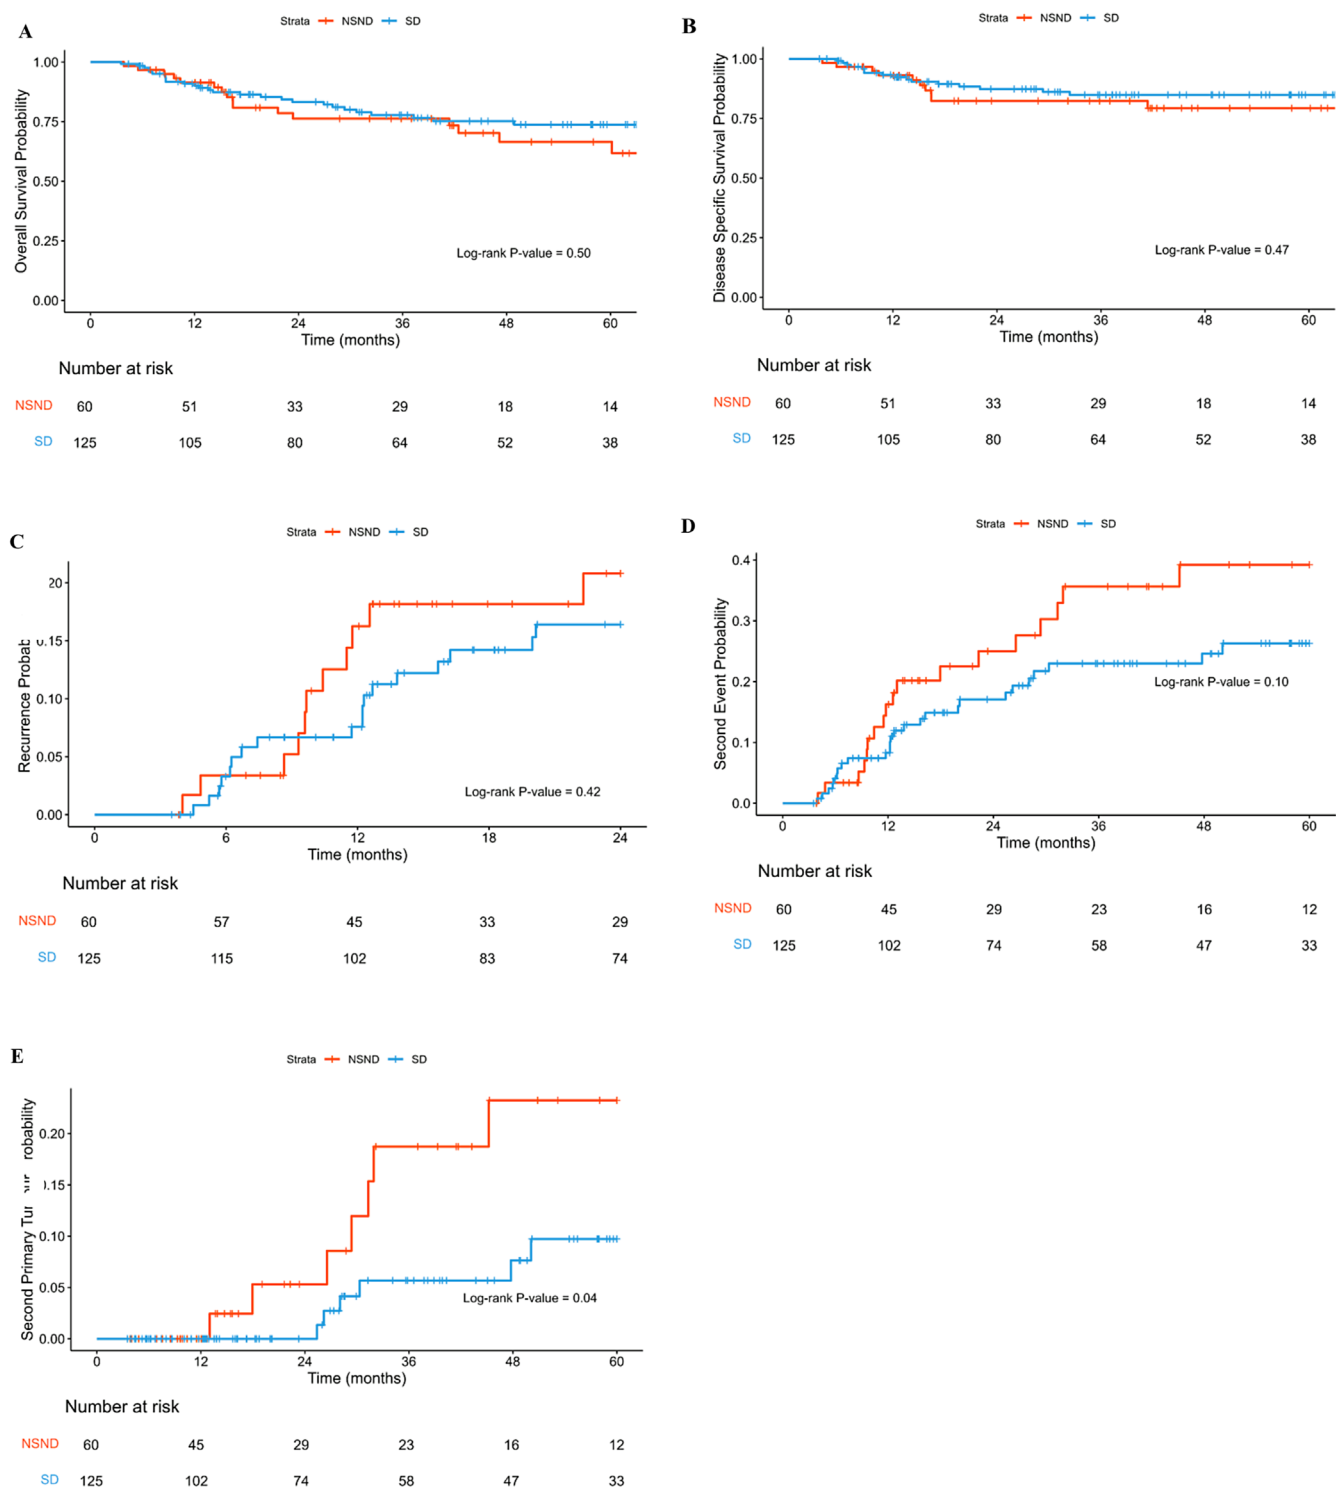 A
Strata NSND SD
Overall Survival Probability
1.00
0.75
0.50
0.25
0.00
Log-rank P-value = 0.50
0 12 24 36 48 60
Time (months)
Number at risk
NSND 60 51 33 29 18 14
SD 125 105 80 64 52 38
B
Strata NSND SD
Disease Specific Survival Probability
1.00
0.75
0.50
0.25
0.00
Log-rank P-value = 0.47
0 12 24 36 48 60
Time (months)
Number at risk
NSND 60 51 33 29 18 14
SD 125 105 80 64 52 38
C
Strata NSND SD
Recurrence Probab
20
0.15
0.10
0.05
0.00
Log-rank P-value = 0.42
0 6 12 18 24
Time (months)
Number at risk
NSND 60 57 45 33 29
SD 125 115 102 83 74
D
Strata NSND SD
Second Event Probability
0.4
0.3
0.2
0.1
0.0
Log-rank P-value = 0.10
0 12 24 36 48 60
Time (months)
Number at risk
NSND 60 45 29 23 16 12
SD 125 102 74 58 47 33
E
Strata NSND SD
Second Primary Tur robability
0.20
.15
0.10
0.05
0.00
Log-rank P-value = 0.04
0 12 24 36 48 60
Time (months)
Number at risk
NSND 60 45 29 23 16 12
SD 125 102 74 58 47 33